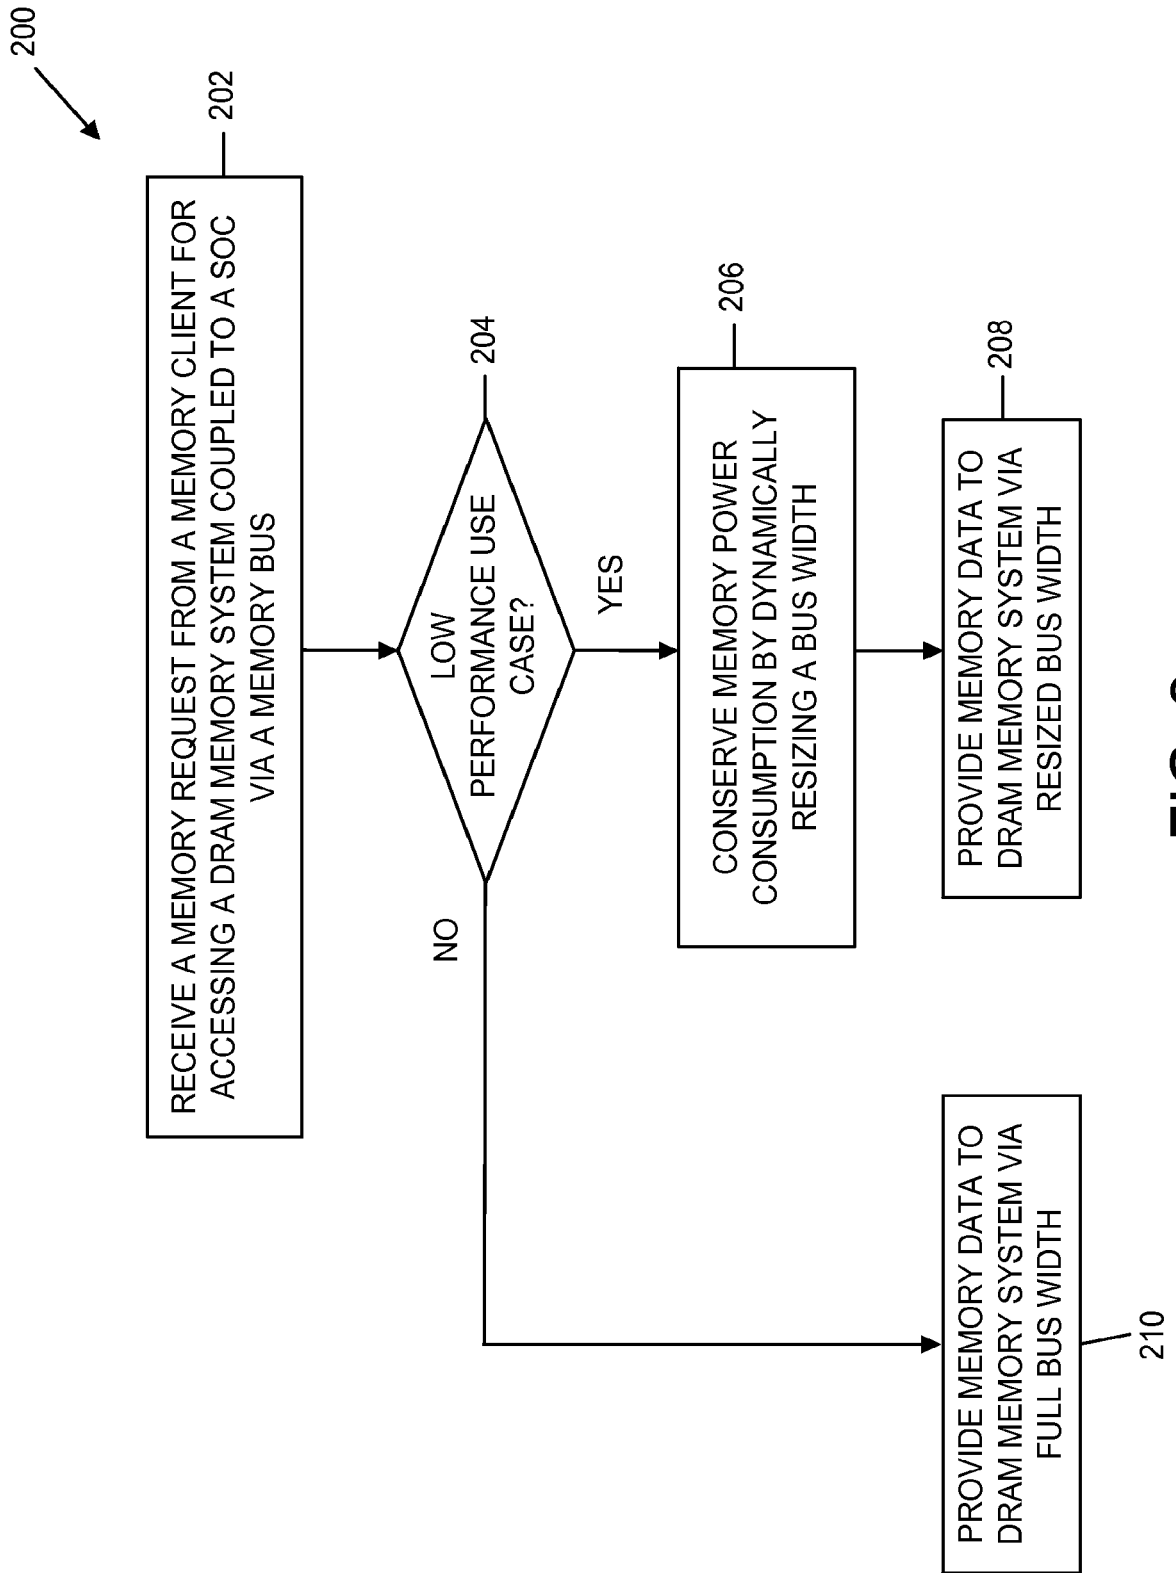 200
RECEIVE A MEMORY REQUEST FROM A MEMORY CLIENT FOR
ACCESSING A DRAM MEMORY SYSTEM COUPLED TO A SOC
VIA A MEMORY BUS
202
LOW
PERFORMANCE USE
CASE?
204
NO
YES
CONSERVE MEMORY POWER
CONSUMPTION BY DYNAMICALLY
RESIZING A BUS WIDTH
206
PROVIDE MEMORY DATA TO
DRAM MEMORY SYSTEM VIA
RESIZED BUS WIDTH
208
PROVIDE MEMORY DATA TO
DRAM MEMORY SYSTEM VIA
FULL BUS WIDTH
210